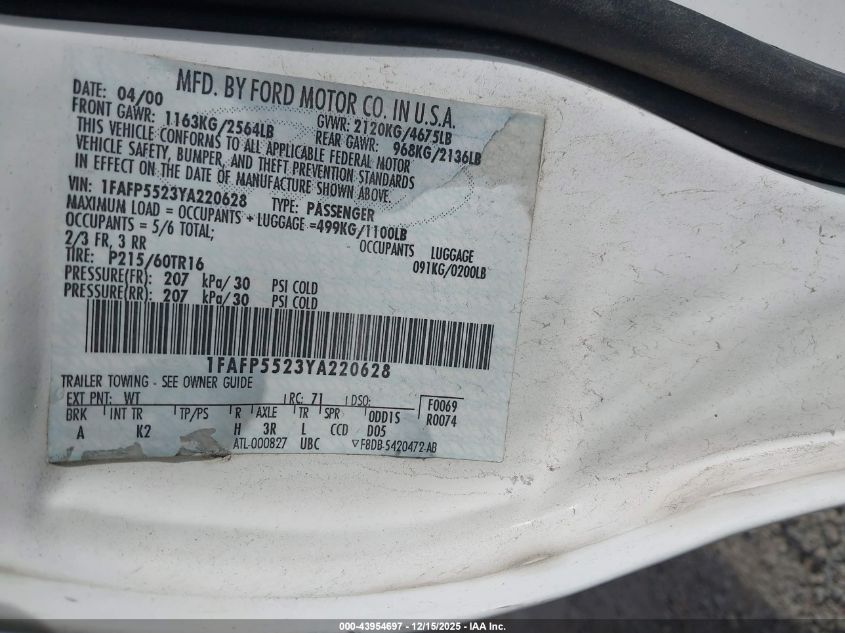 MFD. BY FORD MOTOR CO. IN U.S.A.
DATE: 04/00 GVWR: 2120KG/4675LB
FRONT GAWR: 1163KG/2564LB REAR GAWR: 968KG/2136LB
THIS VEHICLE CONFORMS TO ALL APPLICABLE FEDERAL MOTOR
VEHICLE SAFETY, BUMPER, AND THEFT PREVENTION STANDARDS
IN EFFECT ON THE DATE OF MANUFACTURE SHOWN ABOVE.
VIN: 1FAFP5523YA220628 TYPE: PASSENGER
MAXIMUM LOAD = OCCUPANTS + LUGGAGE =499KG/1100LB
OCCUPANTS = 5/6 TOTAL; OCCUPANTS LUGGAGE
2/3 FR, 3 RR 091KG/0200LB
TIRE: P215/60TR16
PRESSURE(FR) 207 kPa/30 PSI COLD
PRESSURE(RR) 207 kPa/30 PSI COLD
1FAFP5523YA220628
TRAILER TOWING - SEE OWNER GUIDE
EXT PNT: WT RC: 71 DSO: F0069
BRK INT TR TP/PS R AXLE TR SPR ODD1S R0074
A K2 H 3R L CCD D05
ATL-000827 UBC F8DB-5420472-AB
000-43954697 - 12/15/2025 - IAA Inc.